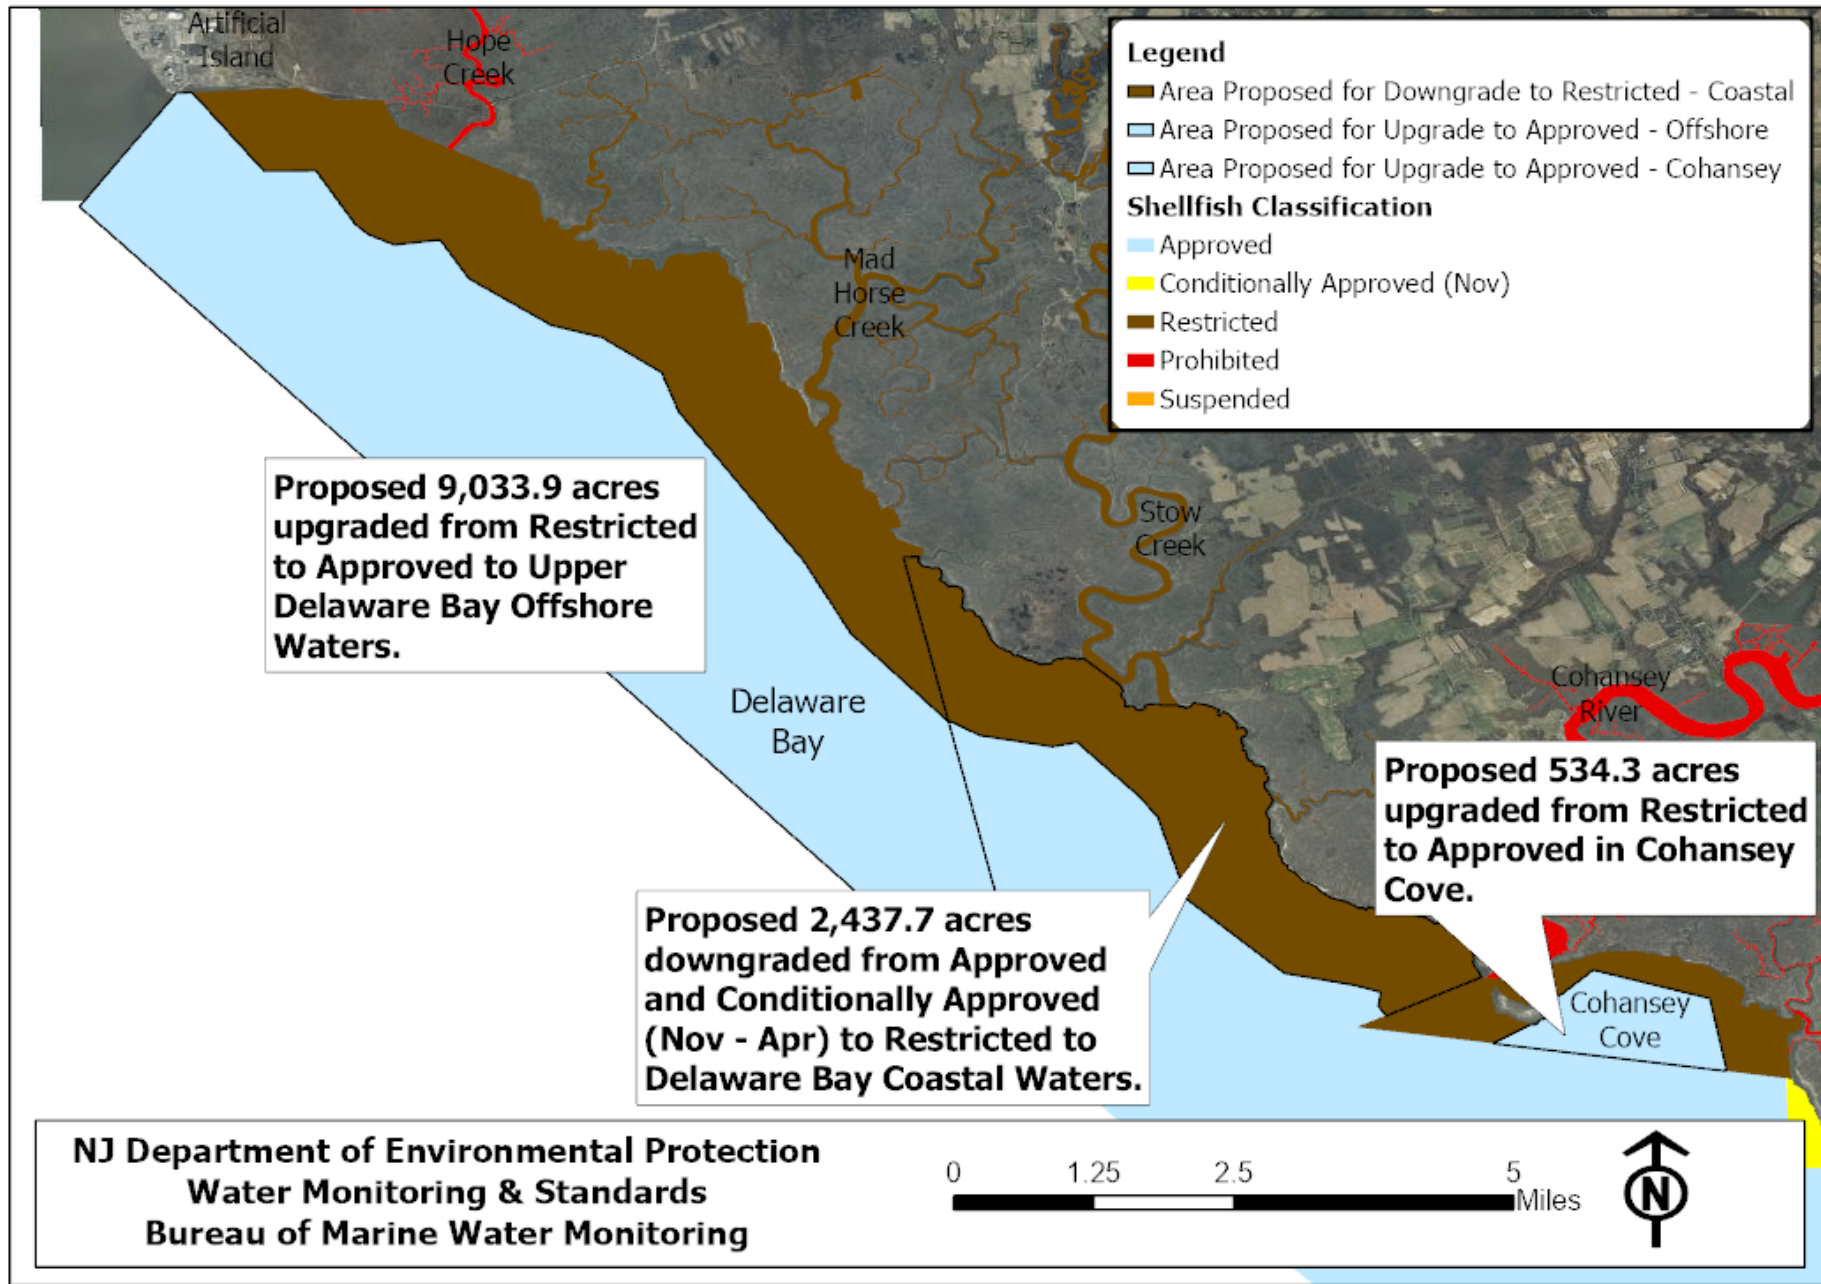 Artificial
Island
Hope
Creek
Legend
Area Proposed for Downgrade to Restricted - Coastal
Area Proposed for Upgrade to Approved - Offshore
Area Proposed for Upgrade to Approved - Cohansey
Shellfish Classification
Approved
Conditionally Approved (Nov)
Restricted
Prohibited
Suspended
Mad
Horse
Creek
Proposed 9,033.9 acres
upgraded from Restricted
to Approved to Upper
Delaware Bay Offshore
Waters.
Stow
Creek
Delaware
Bay
Cohansey
River
Proposed 534.3 acres
upgraded from Restricted
to Approved in Cohansey
Cove.
Proposed 2,437.7 acres
downgraded from Approved
and Conditionally Approved
(Nov - Apr) to Restricted to
Delaware Bay Coastal Waters.
Cohansey
Cove
NJ Department of Environmental Protection
Water Monitoring & Standards
Bureau of Marine Water Monitoring
0 1.25 2.5 5
Miles
N